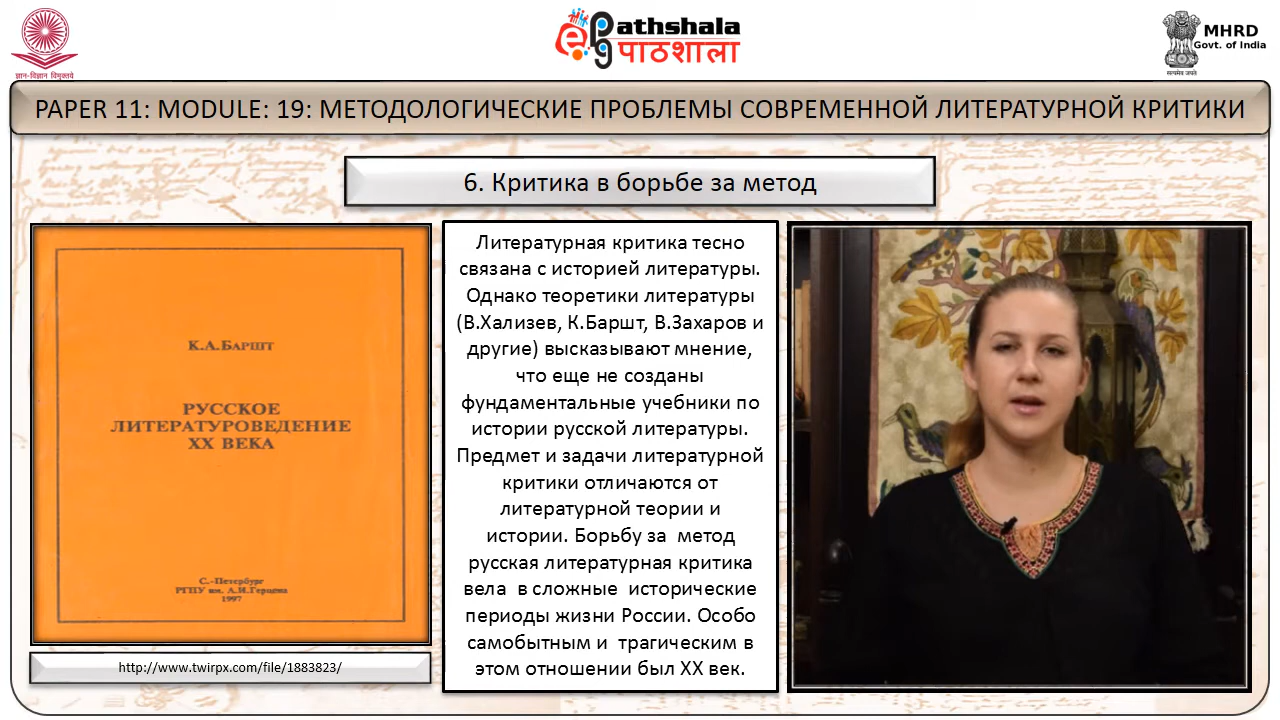 ज्ञान-विज्ञान विमुक्तये
ePathshala
पाठशाला
सत्यमेव जयते
MHRD
Govt. of India
PAPER 11: MODULE: 19: МЕТОДОЛОГИЧЕСКИЕ ПРОБЛЕМЫ СОВРЕМЕННОЙ ЛИТЕРАТУРНОЙ КРИТИКИ
6. Критика в борьбе за метод
К.А.БАРШТ
РУССКОЕ
ЛИТЕРАТУРОВЕДЕНИЕ
XX ВЕКА
С.-Петербург
РГПУ им. А.И.Герцена
1997
http://www.twirpx.com/file/1883823/
Литературная критика тесно
связана с историей литературы.
Однако теоретики литературы
(В.Хализев, К.Баршт, В.Захаров и
другие) высказывают мнение,
что еще не созданы
фундаментальные учебники по
истории русской литературы.
Предмет и задачи литературной
критики отличаются от
литературной теории и
истории. Борьбу за метод
русская литературная критика
вела в сложные исторические
периоды жизни России. Особо
самобытным и трагическим в
этом отношении был XX век.